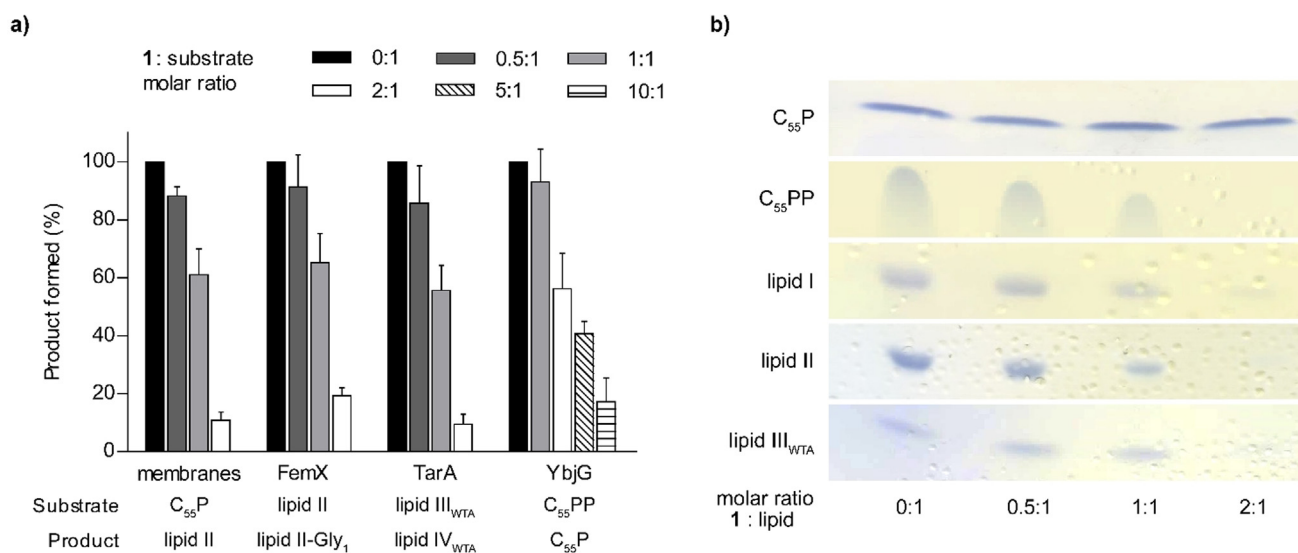 a)
1 : substrate
molar ratio
0:1
0.5:1
1:1
2:1
5:1
10:1
Product formed (%)
100
80
60
40
20
0
membranes FemX TarA YbjG
Substrate C₅₅P lipid II lipid III_WTA C₅₅PP
Product lipid II lipid II-Gly₁ lipid IV_WTA C₅₅P
b)
C₅₅P
C₅₅PP
lipid I
lipid II
lipid III_WTA
molar ratio
1 : lipid
0:1 0.5:1 1:1 2:1